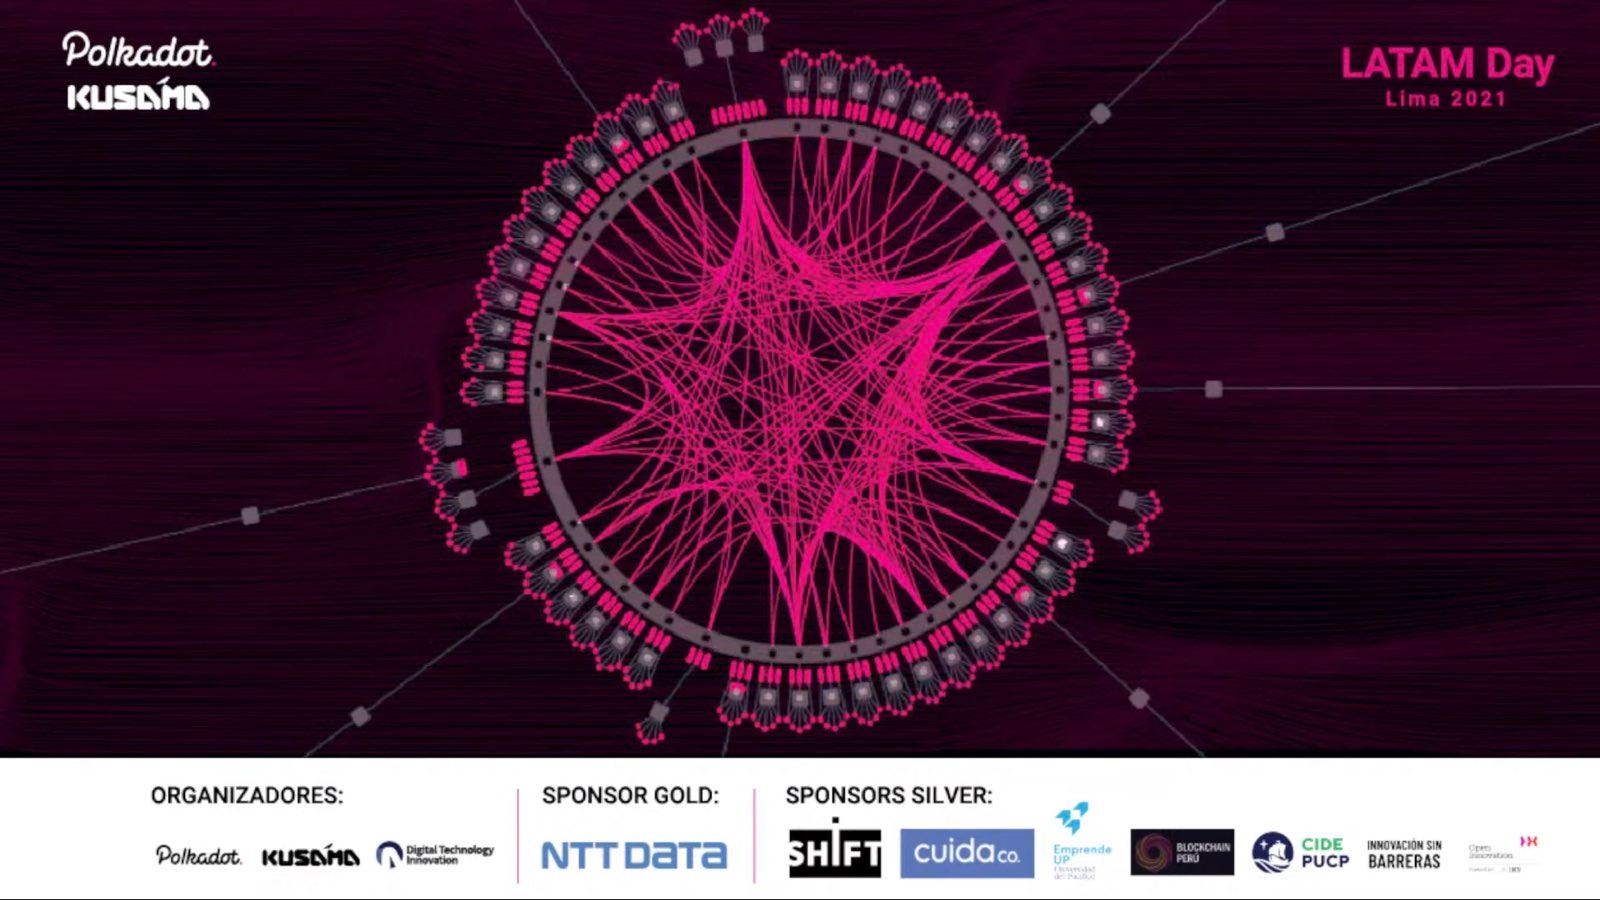 Polkadot.
KUSAMA
LATAM Day
Lima 2021
ORGANIZADORES:
Polkadot.
KUSAMA
Digital Technology
Innovation
SPONSOR GOLD:
NTT DATA
SPONSORS SILVER:
SHIFT
cuida co.
Emprende
UP
Universidad
del Pacífico
BLOCKCHAIN
PERÚ
CIDE
PUCP
INNOVACIÓN SIN
BARRERAS
Open
Innovation